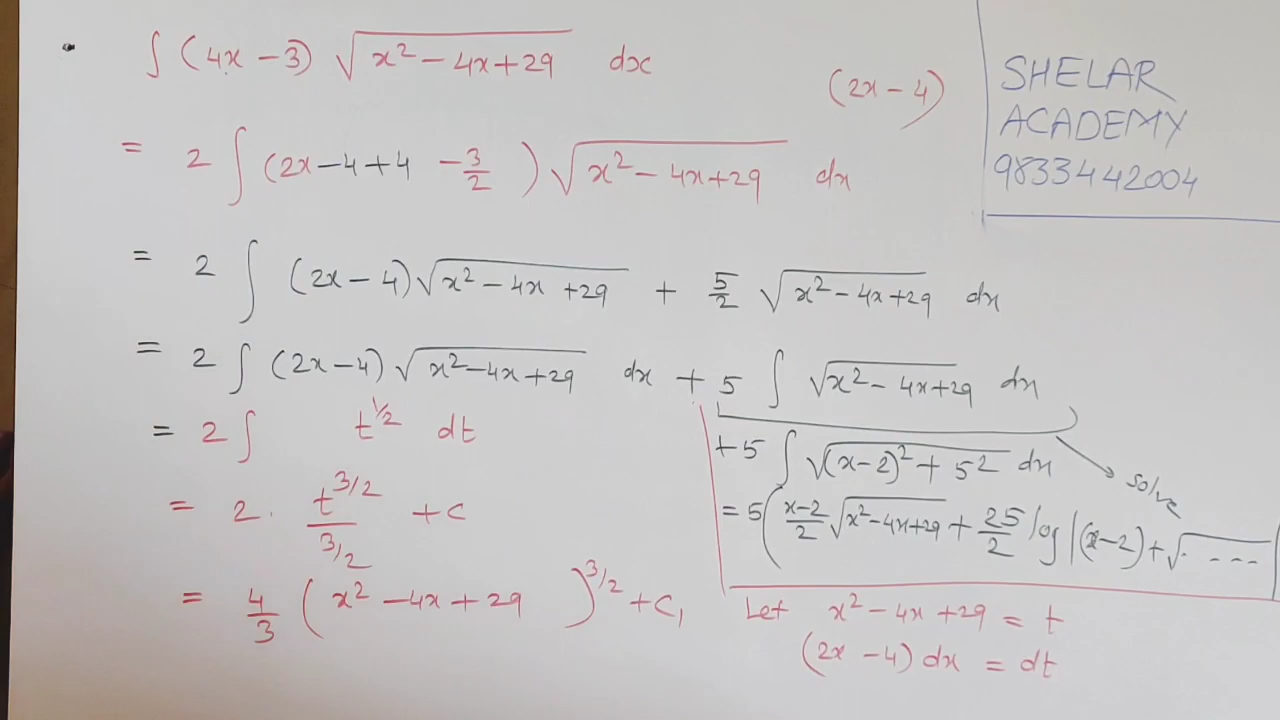 ∫ (4x − 3) √(x² − 4x + 29) dx
(2x − 4)
SHELAR
ACADEMY
9833442004
= 2 ∫ (2x − 4 + 4 − 3/2) √(x² − 4x + 29) dx
= 2 ∫ (2x − 4) √(x² − 4x + 29) + 5/2 √(x² − 4x + 29) dx
= 2 ∫ (2x − 4) √(x² − 4x + 29) dx + 5 ∫ √(x² − 4x + 29) dx
= 2 ∫ t^1/2 dt
= 2 . t^3/2 / 3/2 + c
= 4/3 (x² − 4x + 29)^3/2 + C₁
+ 5 ∫ √((x − 2)² + 5²) dx
solve
= 5 ( x−2/2 √(x² − 4x + 29) + 25/2 log |(x − 2) + √. - - -
Let x² − 4x + 29 = t
(2x − 4) dx = dt